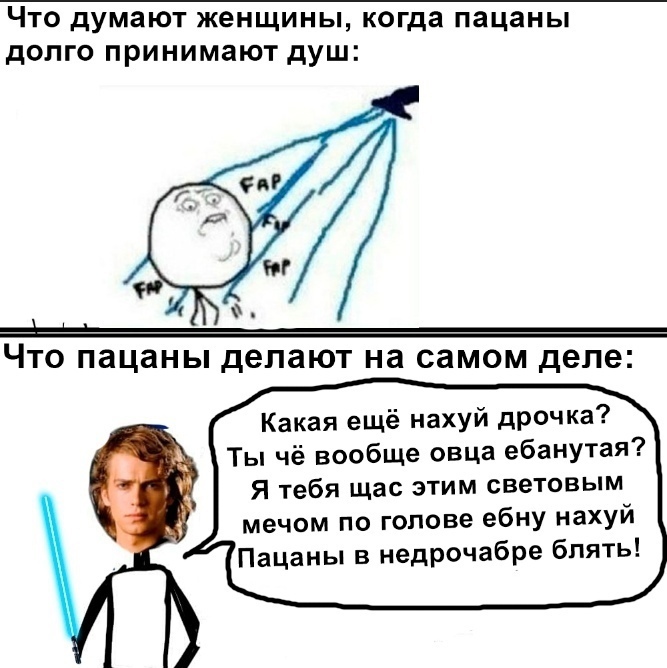 Что думают женщины, когда пацаны
долго принимают душ:
FAP
FAP
FAP
FAP
Что пацаны делают на самом деле:
Какая ещё нахуй дрочка?
Ты чё вообще овца ебанутая?
Я тебя щас этим световым
мечом по голове ебну нахуй
Пацаны в недрочабре блять!